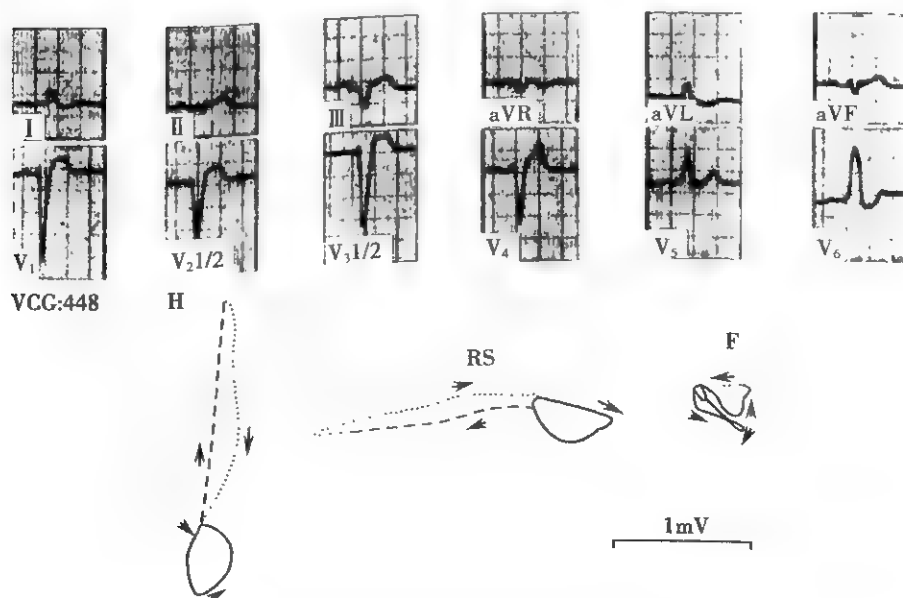 I II III aVR aVL aVF
V₁ V₂1/2 V₃1/2 V₄ V₅ V₆
VCG:448 H
RS F
1mV